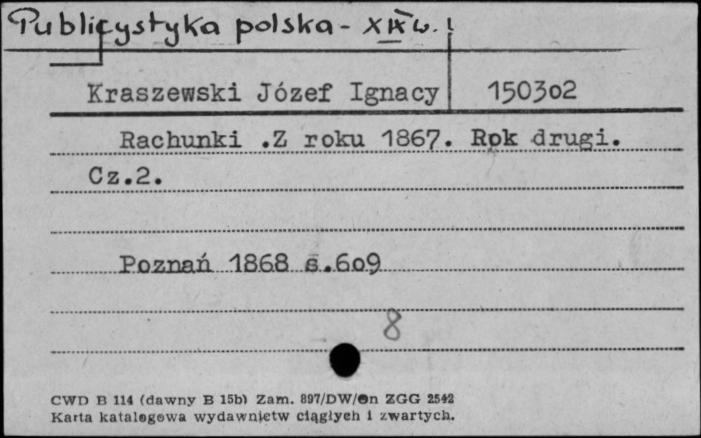 Publicystyka polska - XIX w.
Kraszewski Józef Ignacy 150302
Rachunki .Z roku 1867. Rok drugi.
Cz.2.
Poznań 1868 s.609
8
CWD B 114 (dawny B 15b) Zam. 897/DW/On ZGG 2542
Karta katalogowa wydawnictw ciągłych i zwartych.